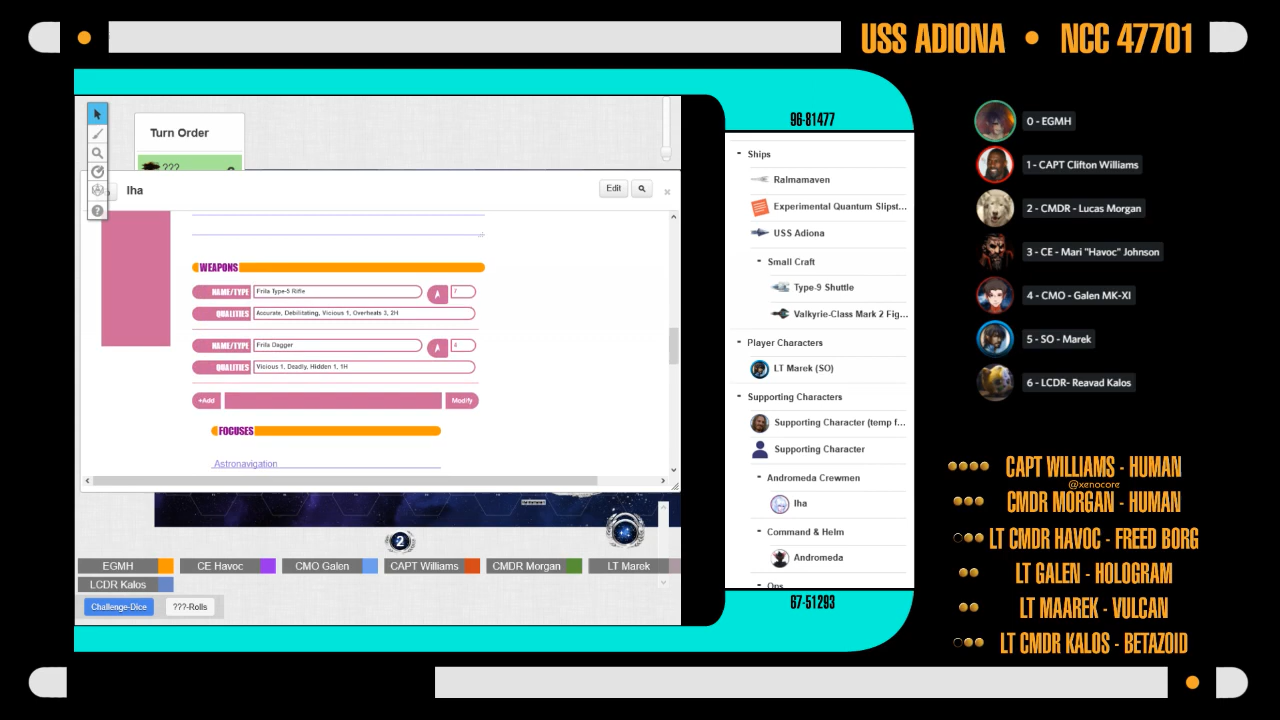 USS ADIONA • NCC 47701
96-81477
Turn Order
???
Iha
Edit
WEAPONS
NAME/TYPE Frila Type-5 Rifle 7
QUALITIES Accurate, Debilitating, Vicious 1, Overheats 3, 2H
NAME/TYPE Frila Dagger 4
QUALITIES Vicious 1, Deadly, Hidden 1, 1H
+Add Modify
FOCUSES
Astronavigation
2
EGMH CE Havoc CMO Galen CAPT Williams CMDR Morgan LT Marek
LCDR Kalos
Challenge-Dice ???-Rolls
Ships
Ralmamaven
Experimental Quantum Slipst...
USS Adiona
Small Craft
Type-9 Shuttle
Valkyrie-Class Mark 2 Fig...
Player Characters
LT Marek (SO)
Supporting Characters
Supporting Character (temp f...
Supporting Character
Andromeda Crewmen
Iha
Command & Helm
Andromeda
Ops
67-51293
0 - EGMH
1 - CAPT Clifton Williams
2 - CMDR - Lucas Morgan
3 - CE - Mari "Havoc" Johnson
4 - CMO - Galen MK-XI
5 - SO - Marek
6 - LCDR- Reavad Kalos
CAPT WILLIAMS - HUMAN
@xenocore
CMDR MORGAN - HUMAN
LT CMDR HAVOC - FREED BORG
LT GALEN - HOLOGRAM
LT MAAREK - VULCAN
LT CMDR KALOS - BETAZOID